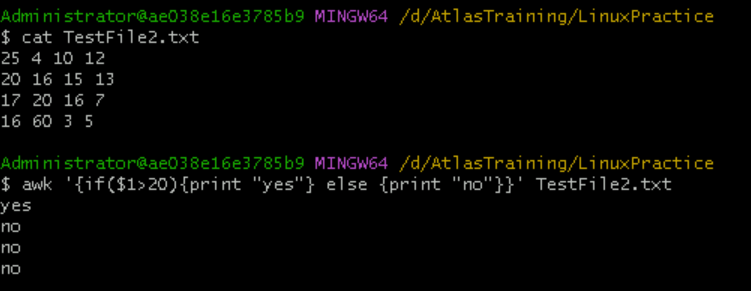 Administrator@ae038e16e3785b9 MINGW64 /d/AtlasTraining/LinuxPractice
$ cat TestFile2.txt
25 4 10 12
20 16 15 13
17 20 16 7
16 60 3 5
Administrator@ae038e16e3785b9 MINGW64 /d/AtlasTraining/LinuxPractice
$ awk '{if($1>20){print "yes"} else {print "no"}}' TestFile2.txt
yes
no
no
no